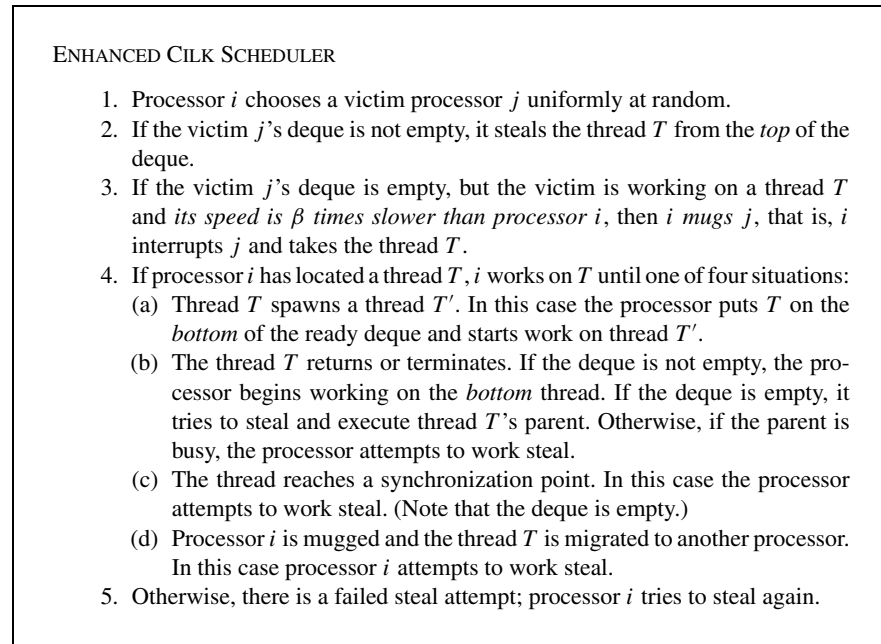 ENHANCED CILK SCHEDULER
1. Processor i chooses a victim processor j uniformly at random.
2. If the victim j's deque is not empty, it steals the thread T from the top of the
deque.
3. If the victim j's deque is empty, but the victim is working on a thread T
and its speed is β times slower than processor i, then i mugs j, that is, i
interrupts j and takes the thread T.
4. If processor i has located a thread T, i works on T until one of four situations:
(a) Thread T spawns a thread T′. In this case the processor puts T on the
bottom of the ready deque and starts work on thread T′.
(b) The thread T returns or terminates. If the deque is not empty, the pro-
cessor begins working on the bottom thread. If the deque is empty, it
tries to steal and execute thread T's parent. Otherwise, if the parent is
busy, the processor attempts to work steal.
(c) The thread reaches a synchronization point. In this case the processor
attempts to work steal. (Note that the deque is empty.)
(d) Processor i is mugged and the thread T is migrated to another processor.
In this case processor i attempts to work steal.
5. Otherwise, there is a failed steal attempt; processor i tries to steal again.